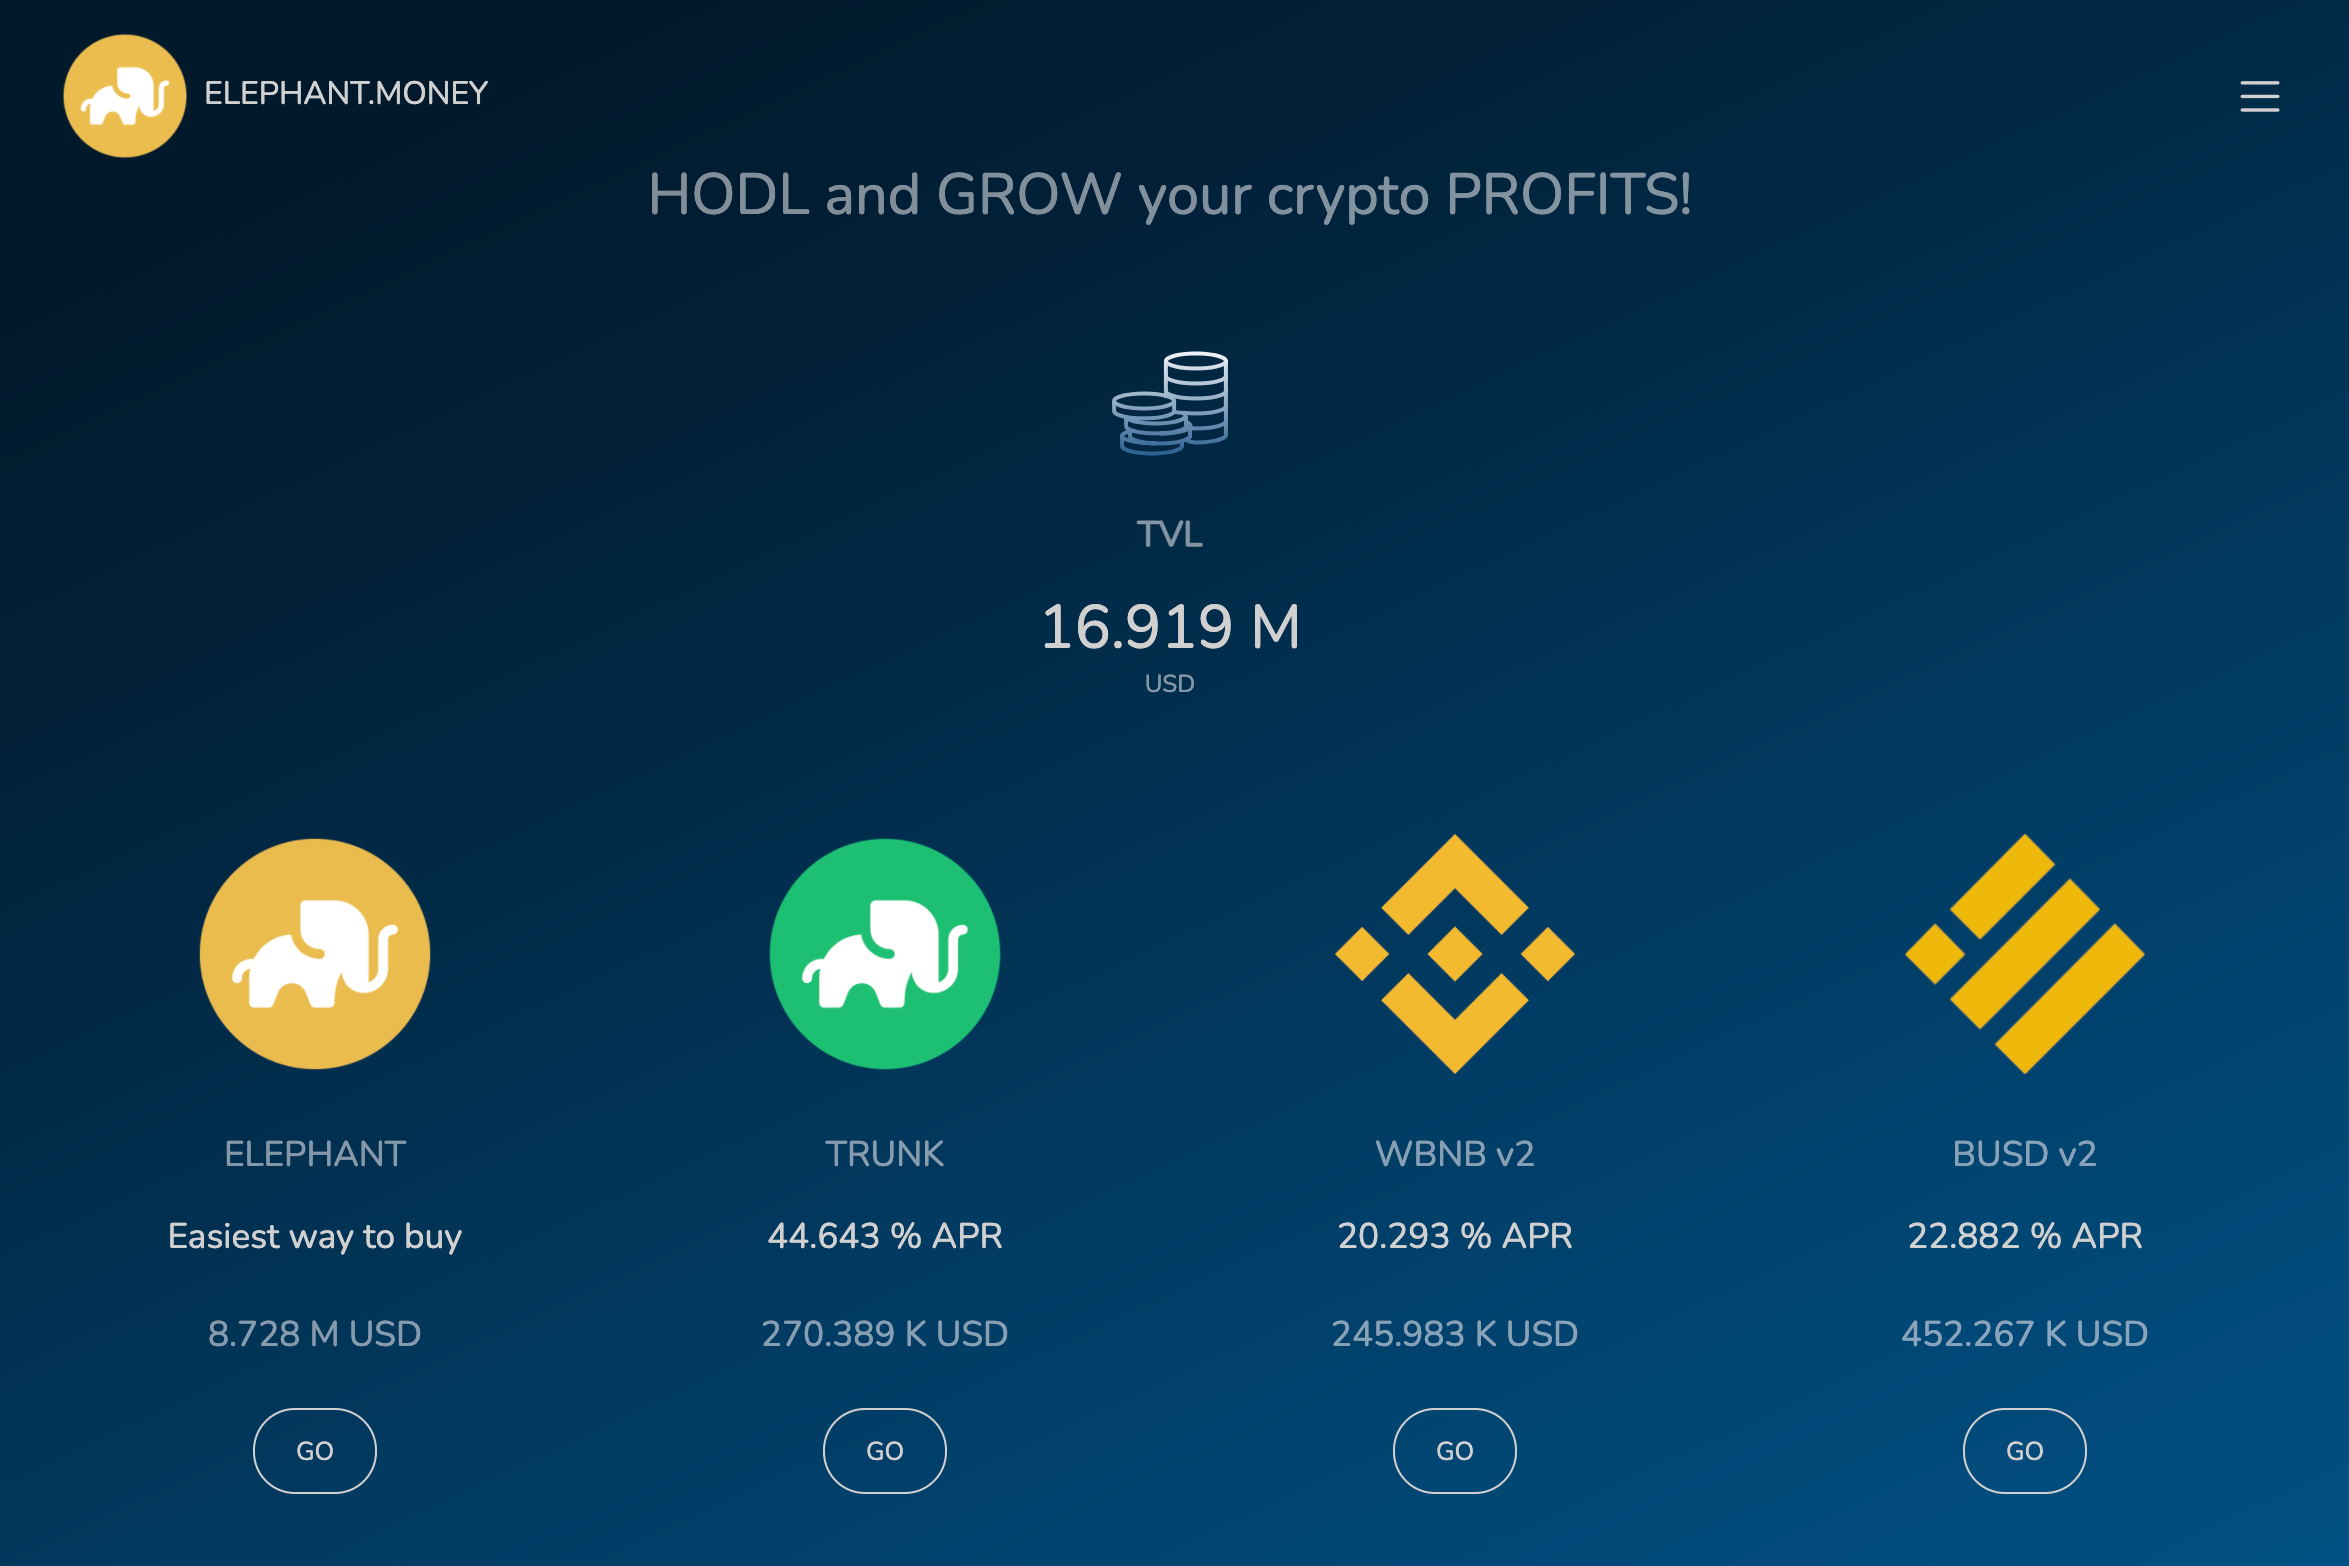 ELEPHANT.MONEY
HODL and GROW your crypto PROFITS!
TVL
16.919 M
USD
ELEPHANT
Easiest way to buy
8.728 M USD
GO
TRUNK
44.643 % APR
270.389 K USD
GO
WBNB v2
20.293 % APR
245.983 K USD
GO
BUSD v2
22.882 % APR
452.267 K USD
GO